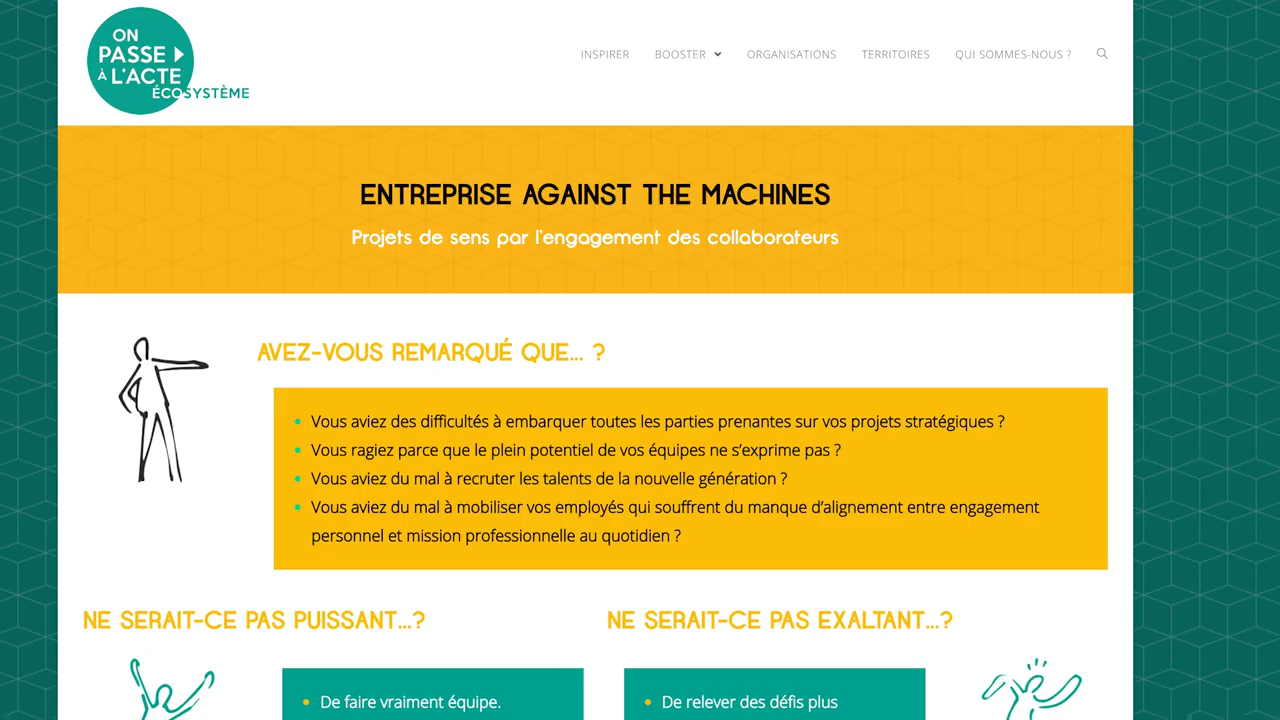 ON
PASSE
À L'ACTE
ÉCOSYSTÈME
INSPIRER
BOOSTER
ORGANISATIONS
TERRITOIRES
QUI SOMMES-NOUS ?
ENTREPRISE AGAINST THE MACHINES
Projets de sens par l'engagement des collaborateurs
AVEZ-VOUS REMARQUÉ QUE... ?
Vous aviez des difficultés à embarquer toutes les parties prenantes sur vos projets stratégiques ?
Vous ragiez parce que le plein potentiel de vos équipes ne s’exprime pas ?
Vous aviez du mal à recruter les talents de la nouvelle génération ?
Vous aviez du mal à mobiliser vos employés qui souffrent du manque d’alignement entre engagement
personnel et mission professionnelle au quotidien ?
NE SERAIT-CE PAS PUISSANT...?
NE SERAIT-CE PAS EXALTANT...?
De faire vraiment équipe.
De relever des défis plus